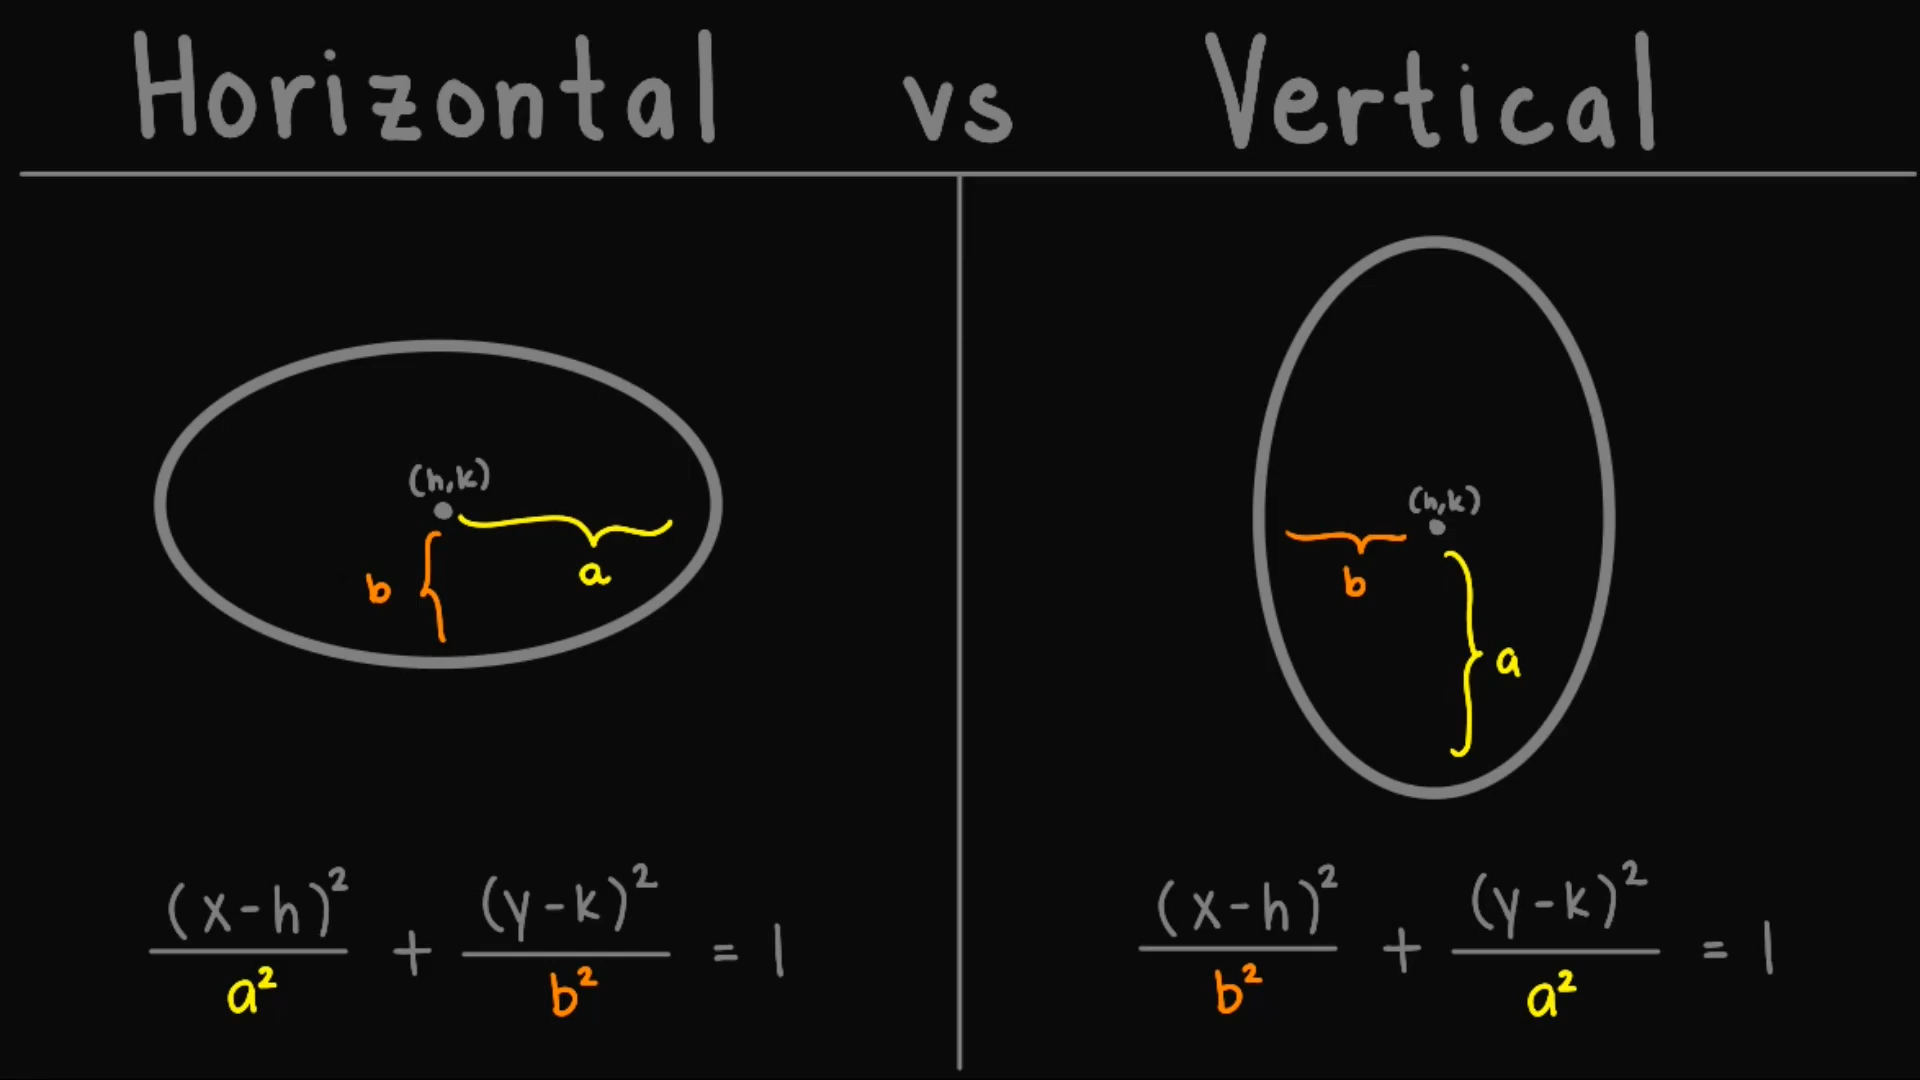 Horizontal vs Vertical
(h,k)
a
b
(x-h)² / a² + (y-k)² / b² = 1
(h,k)
b
a
(x-h)² / b² + (y-k)² / a² = 1